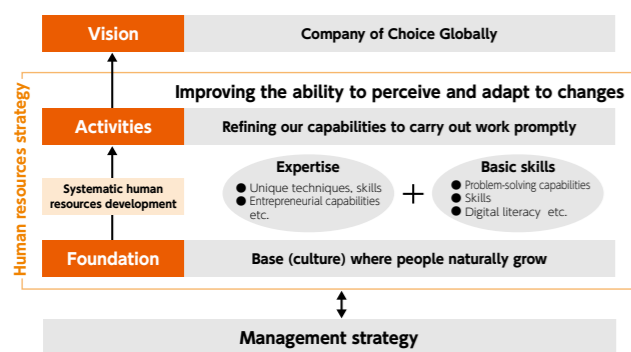 Vision
Company of Choice Globally
Human resources strategy
Improving the ability to perceive and adapt to changes
Activities
Refining our capabilities to carry out work promptly
Systematic human
resources development
Expertise
● Unique techniques, skills
● Entrepreneurial capabilities
etc.
+
Basic skills
● Problem-solving capabilities
● Skills
● Digital literacy etc.
Foundation
Base (culture) where people naturally grow
Management strategy